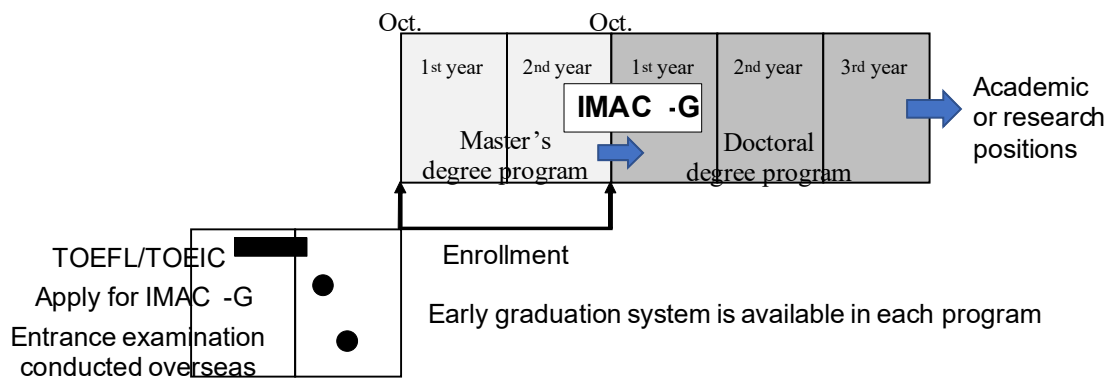 Oct.
Oct.
1st year
2nd year
1st year
2nd year
3rd year
IMAC -G
Master's
degree program
Doctoral
degree program
Academic
or research
positions
Enrollment
TOEFL/TOEIC
Apply for IMAC -G
Entrance examination
conducted overseas
Early graduation system is available in each program